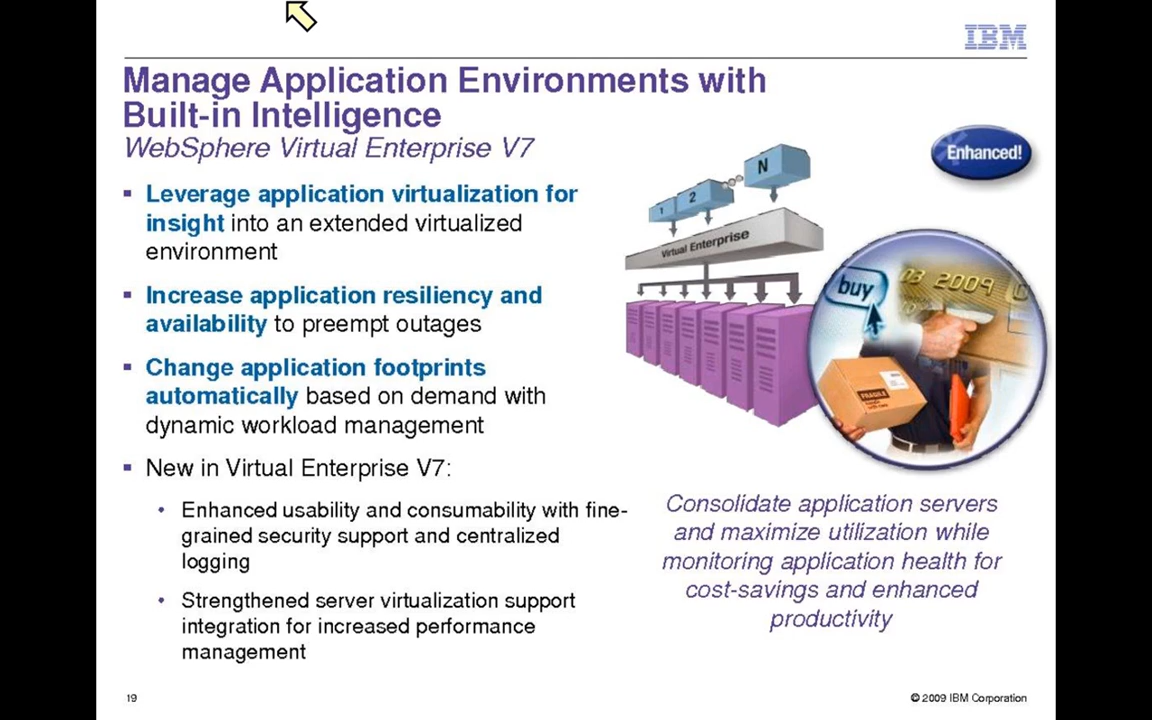 IBM
Manage Application Environments with
Built-in Intelligence
WebSphere Virtual Enterprise V7
Enhanced!
▪ Leverage application virtualization for
insight into an extended virtualized
environment
▪ Increase application resiliency and
availability to preempt outages
▪ Change application footprints
automatically based on demand with
dynamic workload management
▪ New in Virtual Enterprise V7:
• Enhanced usability and consumability with fine-
grained security support and centralized
logging
• Strengthened server virtualization support
integration for increased performance
management
1
2
N
Virtual Enterprise
buy
03 2009
FRAGILE
Consolidate application servers
and maximize utilization while
monitoring application health for
cost-savings and enhanced
productivity
19
© 2009 IBM Corporation